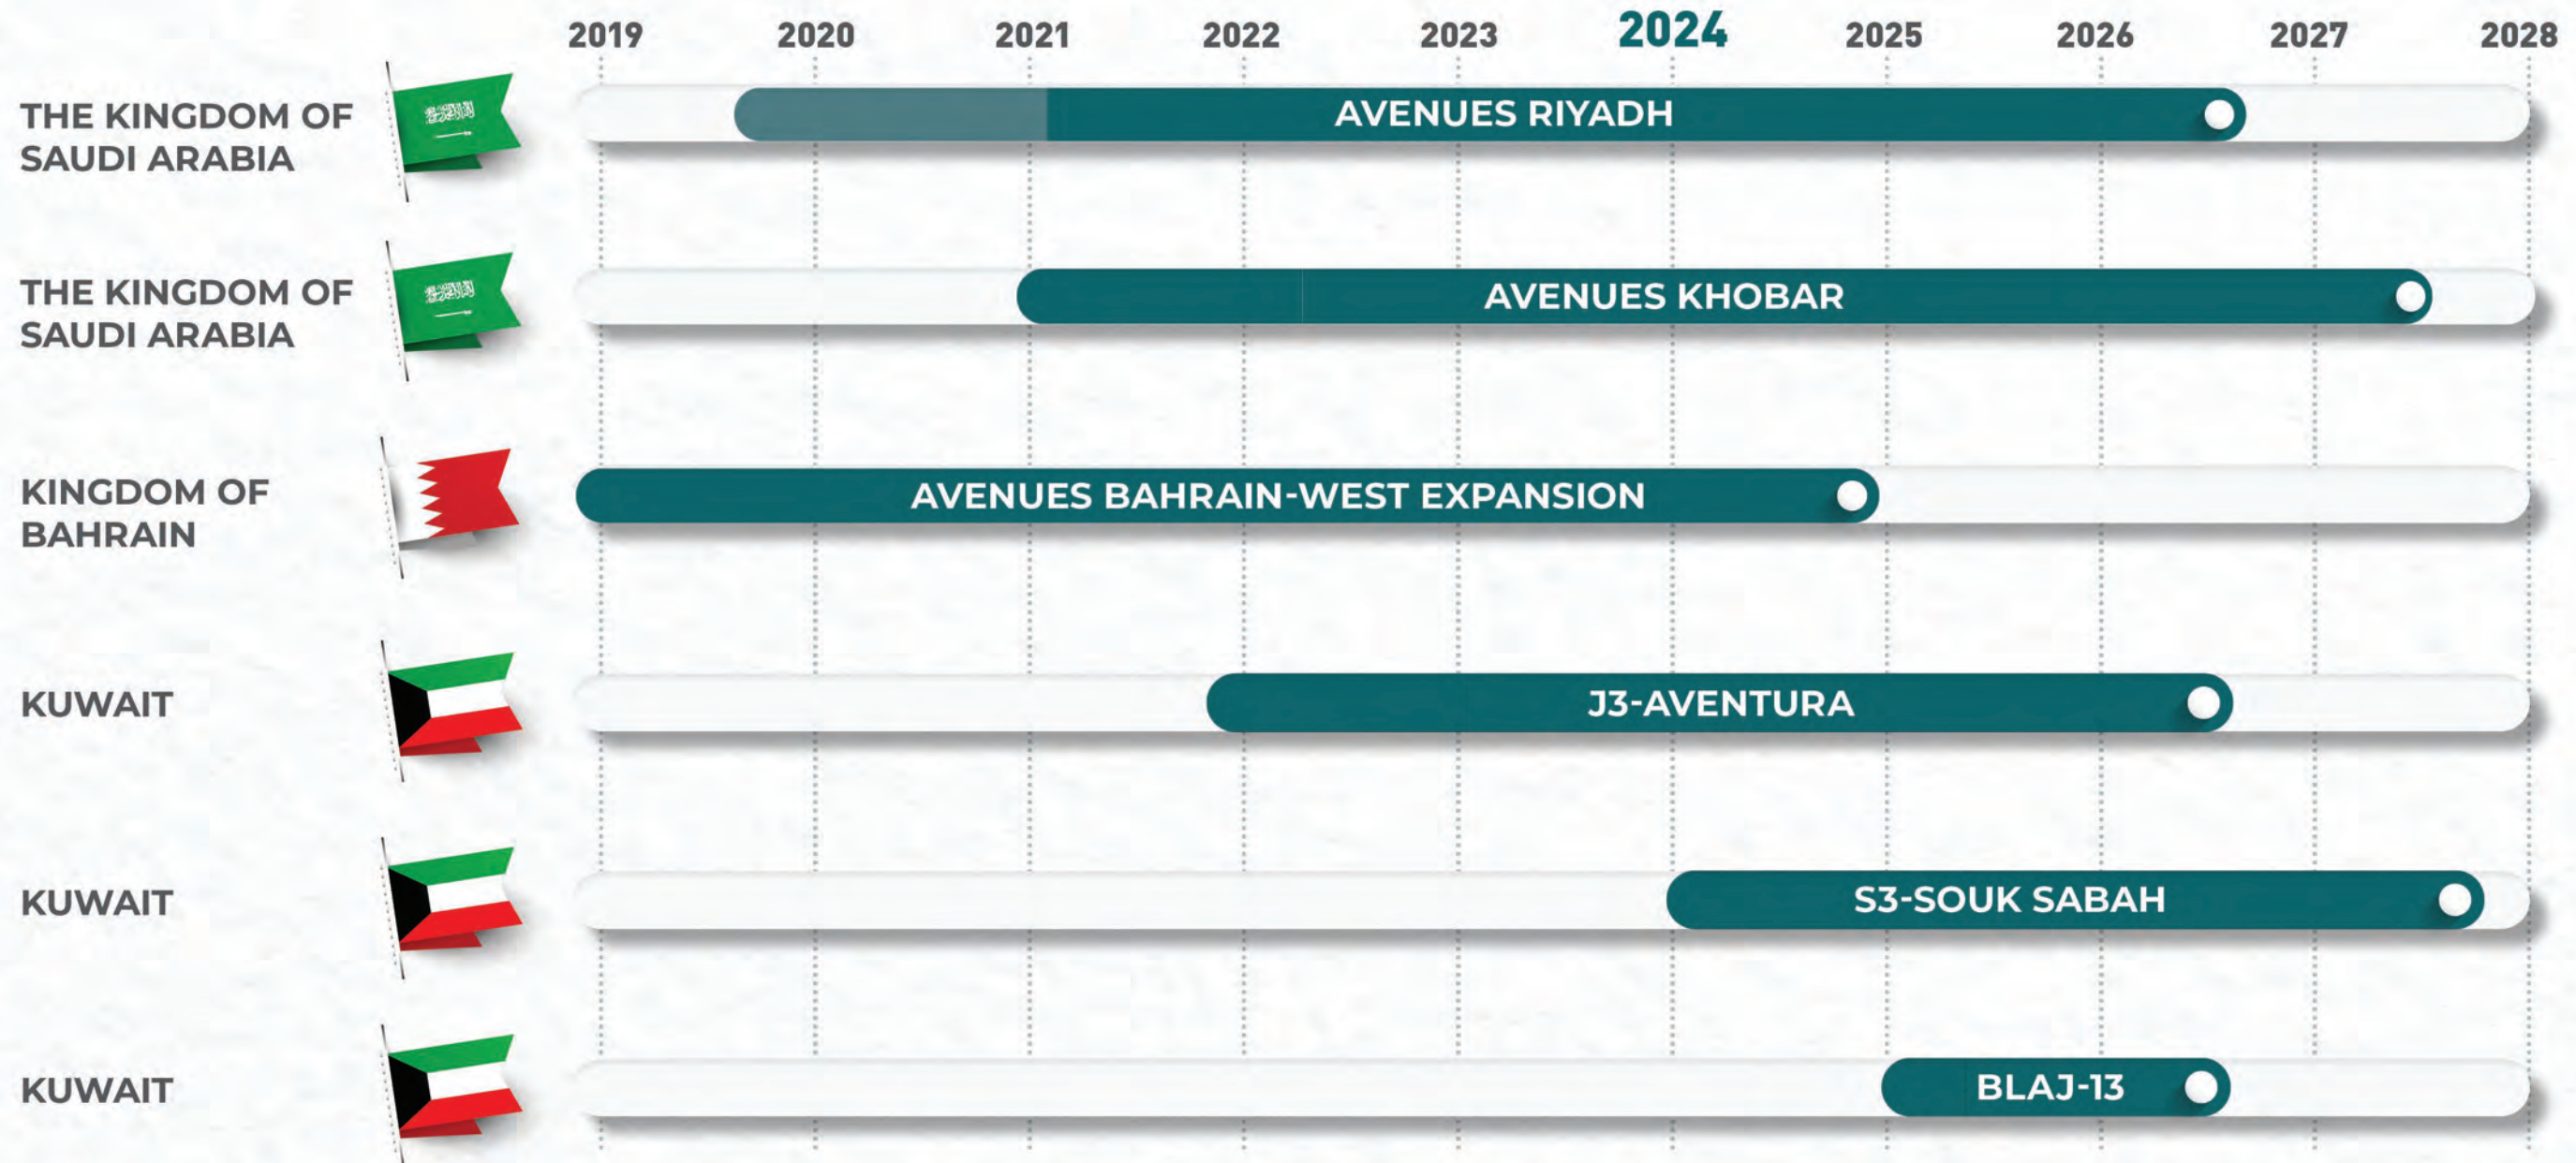 2019 2020 2021 2022 2023 2024 2025 2026 2027 2028
THE KINGDOM OF
SAUDI ARABIA
AVENUES RIYADH
THE KINGDOM OF
SAUDI ARABIA
AVENUES KHOBAR
KINGDOM OF
BAHRAIN
AVENUES BAHRAIN-WEST EXPANSION
KUWAIT
J3-AVENTURA
KUWAIT
S3-SOUK SABAH
KUWAIT
BLAJ-13